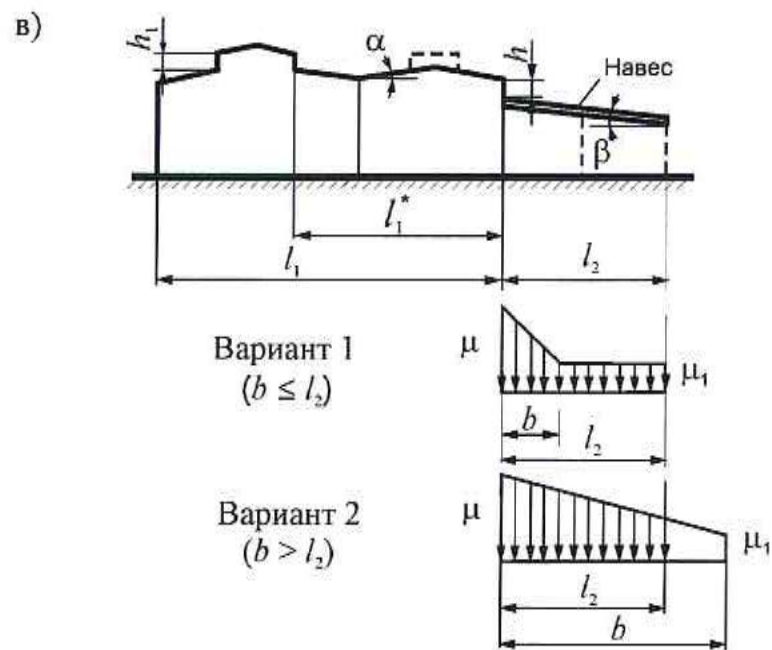 в)
h₁
α
h
Навес
β
l₁*
l₁
l₂
Вариант 1
(b ≤ l₂)
μ
μ₁
b
l₂
Вариант 2
(b > l₂)
μ
μ₁
l₂
b